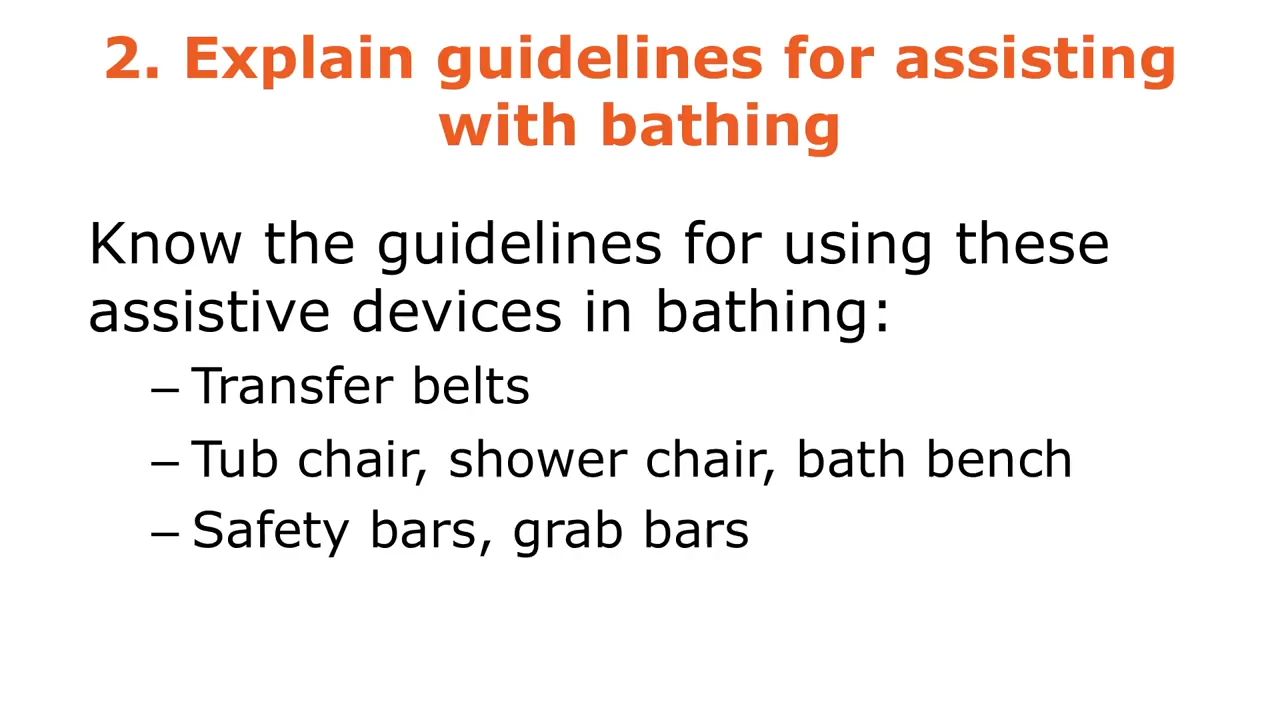 2. Explain guidelines for assisting
with bathing
Know the guidelines for using these
assistive devices in bathing:
– Transfer belts
– Tub chair, shower chair, bath bench
– Safety bars, grab bars